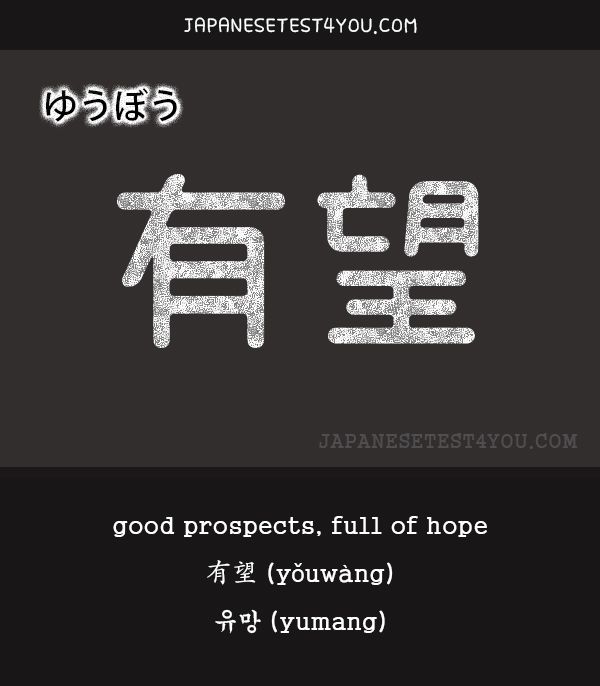 JAPANESETEST4YOU.COM
ゆうぼう
有望
JAPANESETEST4YOU.COM
good prospects, full of hope
有望 (yǒuwàng)
유망 (yumang)